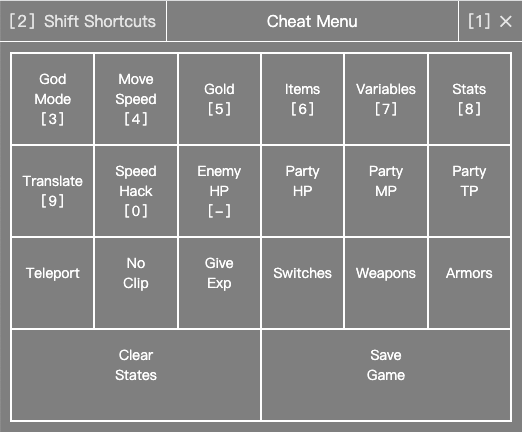 [2] Shift Shortcuts
Cheat Menu
[1] ×
God
Mode
[3]
Move
Speed
[4]
Gold
[5]
Items
[6]
Variables
[7]
Stats
[8]
Translate
[9]
Speed
Hack
[0]
Enemy
HP
[-]
Party
HP
Party
MP
Party
TP
Teleport
No
Clip
Give
Exp
Switches
Weapons
Armors
Clear
States
Save
Game